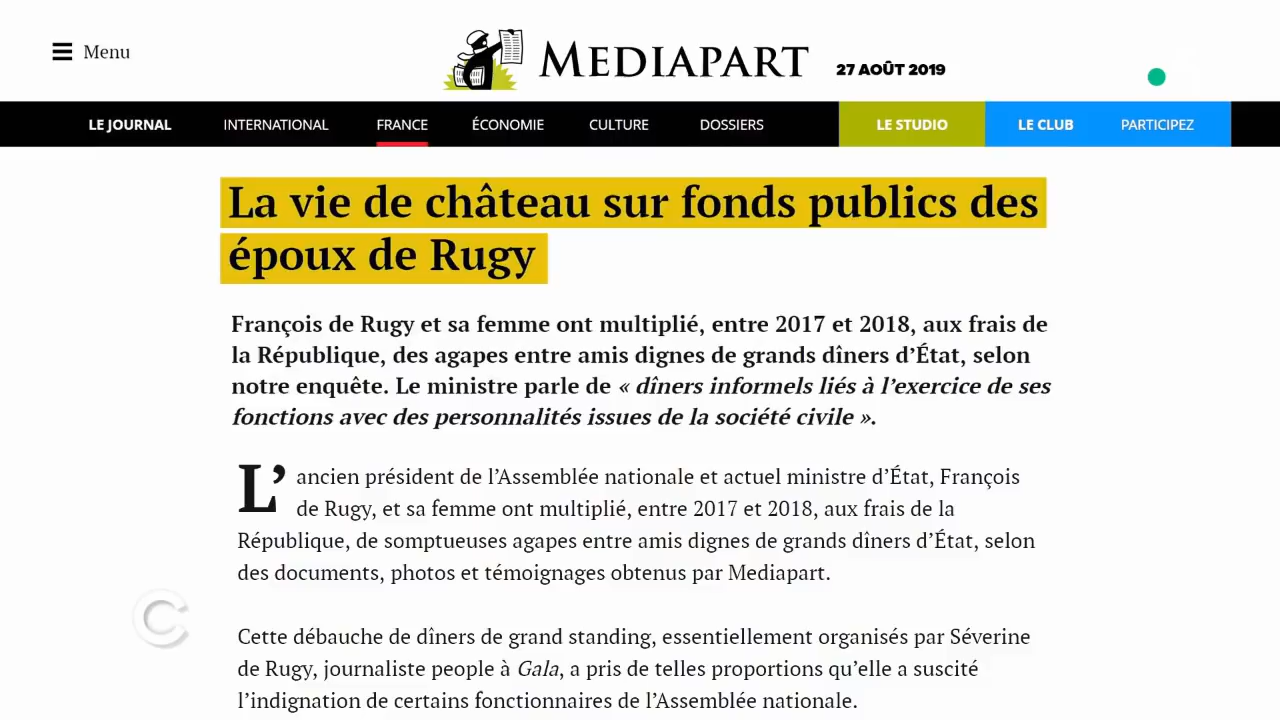 Menu
MEDIAPART
27 AOÛT 2019
LE JOURNAL INTERNATIONAL FRANCE ÉCONOMIE CULTURE DOSSIERS LE STUDIO LE CLUB PARTICIPEZ
La vie de château sur fonds publics des
époux de Rugy
François de Rugy et sa femme ont multiplié, entre 2017 et 2018, aux frais de
la République, des agapes entre amis dignes de grands dîners d’État, selon
notre enquête. Le ministre parle de « dîners informels liés à l’exercice de ses
fonctions avec des personnalités issues de la société civile ».
L’ancien président de l’Assemblée nationale et actuel ministre d’État, François
de Rugy, et sa femme ont multiplié, entre 2017 et 2018, aux frais de la
République, de somptueuses agapes entre amis dignes de grands dîners d’État, selon
des documents, photos et témoignages obtenus par Mediapart.
C
Cette débauche de dîners de grand standing, essentiellement organisés par Séverine
de Rugy, journaliste people à Gala, a pris de telles proportions qu’elle a suscité
l’indignation de certains fonctionnaires de l’Assemblée nationale.